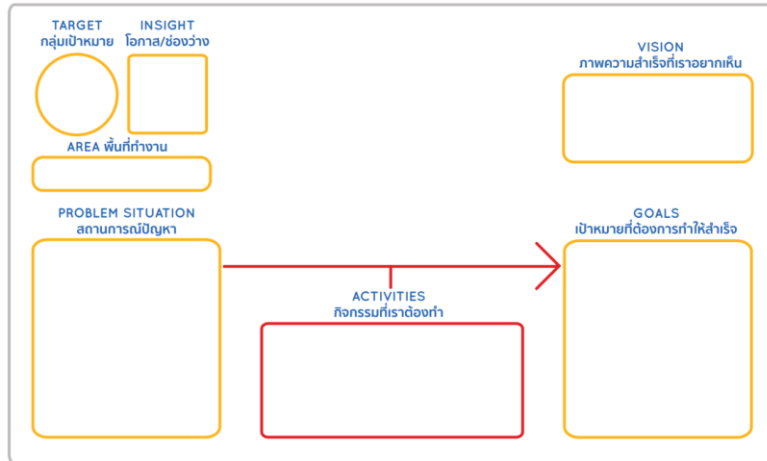 TARGET
กลุ่มเป้าหมาย
INSIGHT
โอกาส/ช่องว่าง
VISION
ภาพความสำเร็จที่เราอยากเห็น
AREA พื้นที่ทำงาน
PROBLEM SITUATION
สถานการณ์ปัญหา
GOALS
เป้าหมายที่ต้องการทำให้สำเร็จ
ACTIVITIES
กิจกรรมที่เราต้องทำ